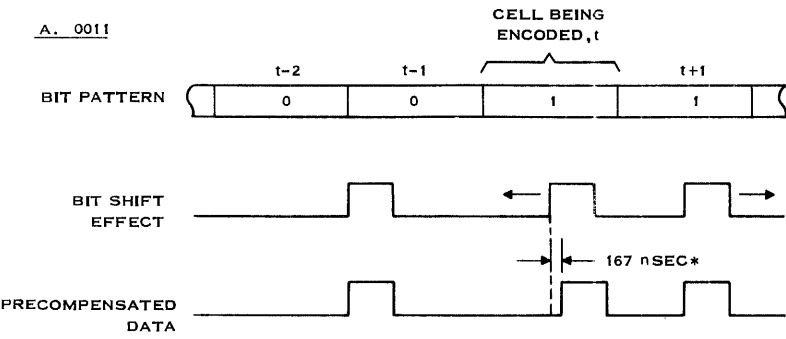 A. 0011
CELL BEING
ENCODED, t
t-2 t-1 t+1
BIT PATTERN 0 0 1 1
BIT SHIFT
EFFECT
167 nSEC*
PRECOMPENSATED
DATA